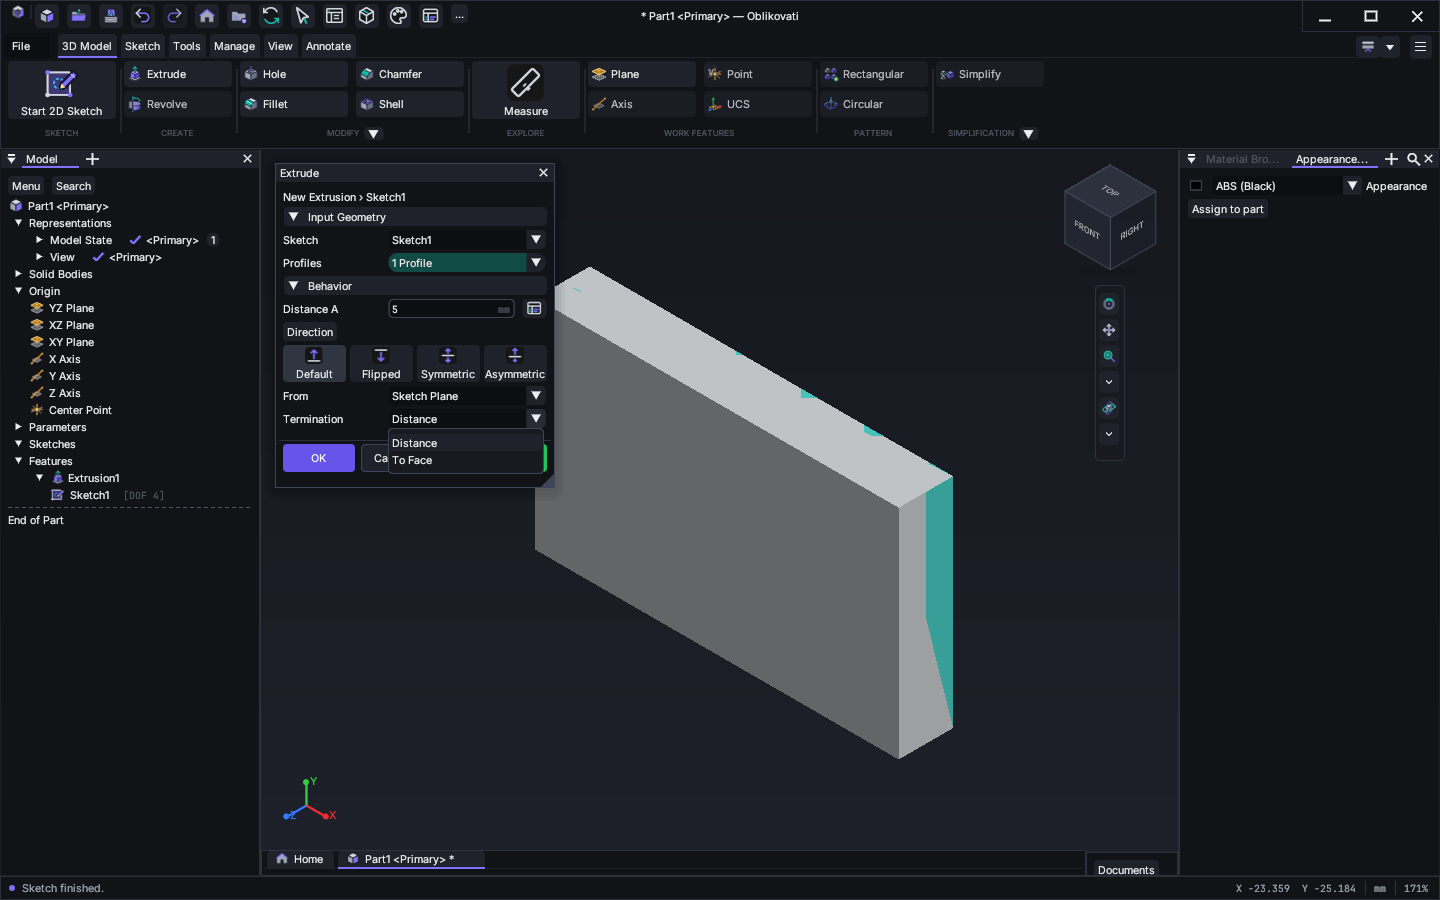 * Part1 <Primary> — Oblikovati
File
3D Model
Sketch
Tools
Manage
View
Annotate
Start 2D Sketch
SKETCH
Extrude
Revolve
CREATE
Hole
Fillet
Chamfer
Shell
MODIFY
Measure
EXPLORE
Plane
Axis
Point
UCS
WORK FEATURES
Rectangular
Circular
PATTERN
Simplify
SIMPLIFICATION
Model
Menu
Search
Part1 <Primary>
Representations
Model State <Primary> 1
View <Primary>
Solid Bodies
Origin
YZ Plane
XZ Plane
XY Plane
X Axis
Y Axis
Z Axis
Center Point
Parameters
Sketches
Features
Extrusion1
Sketch1 [DOF 4]
End of Part
Extrude
New Extrusion › Sketch1
Input Geometry
Sketch Sketch1
Profiles 1 Profile
Behavior
Distance A 5 mm
Direction
Default Flipped Symmetric Asymmetric
From Sketch Plane
Termination Distance
Distance
To Face
OK
Ca
TOP
FRONT
RIGHT
Y
X
Z
Material Bro...
Appearance...
ABS (Black)
Appearance
Assign to part
Home
Part1 <Primary> *
Documents
Sketch finished.
X -23.359 Y -25.184 mm 171%